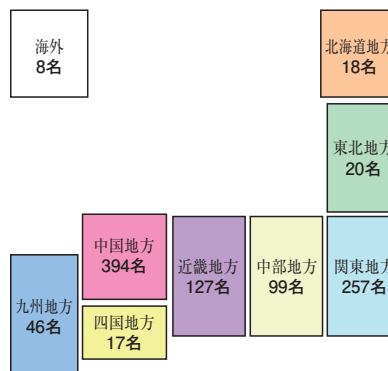 海外
8名
北海道地方
18名
東北地方
20名
中国地方
394名
近畿地方
127名
中部地方
99名
関東地方
257名
九州地方
46名
四国地方
17名